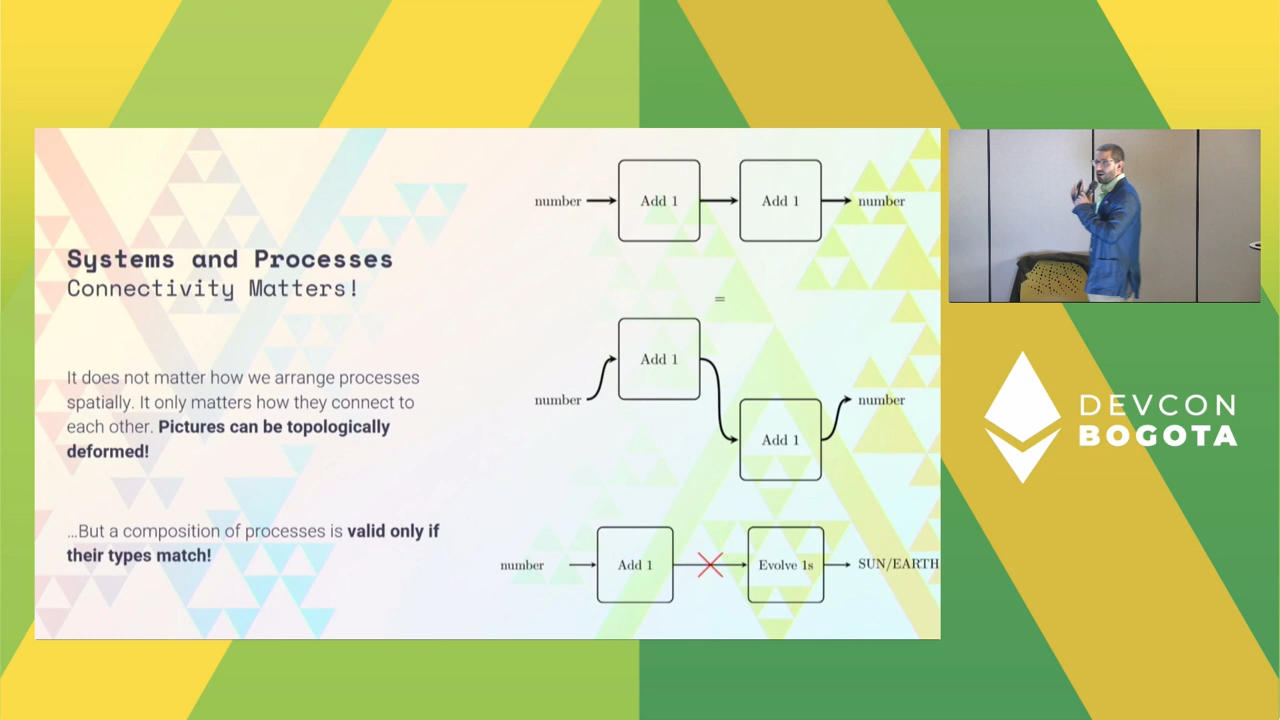 Systems and Processes
Connectivity Matters!
It does not matter how we arrange processes
spatially. It only matters how they connect to
each other. Pictures can be topologically
deformed!
...But a composition of processes is valid only if
their types match!
number Add 1 Add 1 number
=
number Add 1 Add 1 number
number Add 1 Evolve 1s SUN/EARTH
DEVCON
BOGOTA